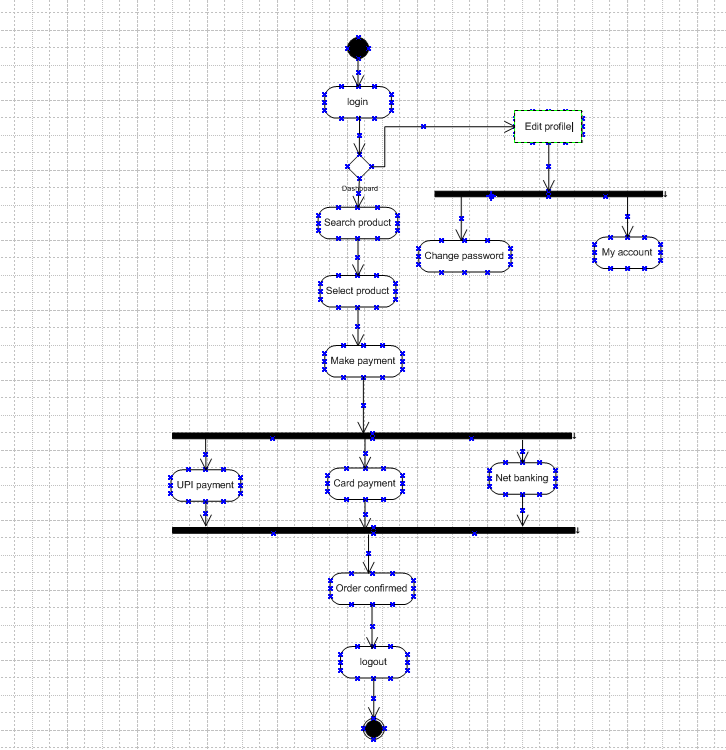 login
Edit profile
Dashboard
Search product
Change password
My account
Select product
Make payment
UPI payment
Card payment
Net banking
Order confirmed
logout